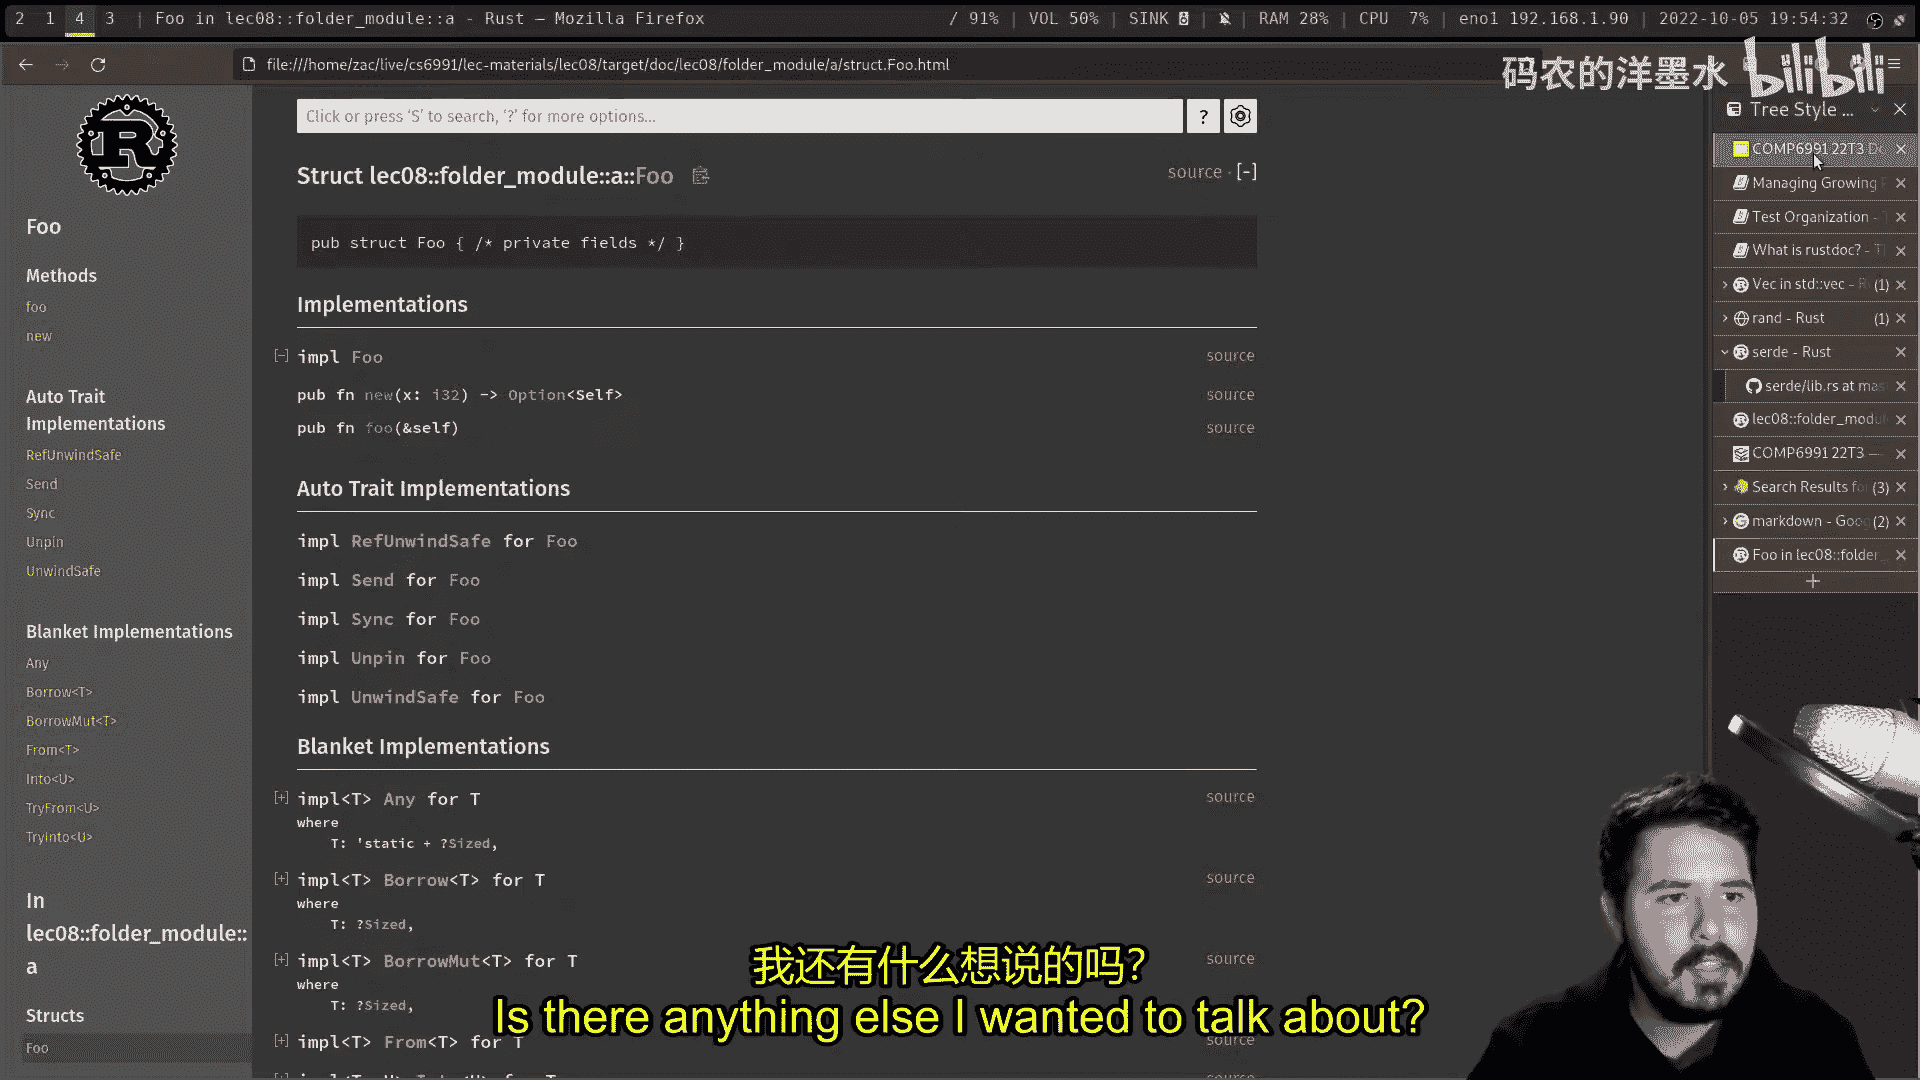 2 1 4 3 | Foo in lec08::folder_module::a - Rust — Mozilla Firefox
/ 91% | VOL 50% | SINK | | RAM 28% | CPU 7% | eno1 192.168.1.90 | 2022-10-05 19:54:32
file:///home/zac/live/cs6991/lec-materials/lec08/target/doc/lec08/folder_module/a/struct.Foo.html
码农的洋墨水 bilibili
Foo
Methods
foo
new
Auto Trait
Implementations
RefUnwindSafe
Send
Sync
Unpin
UnwindSafe
Blanket Implementations
Any
Borrow<T>
BorrowMut<T>
From<T>
Into<U>
TryFrom<U>
TryInto<U>
In
lec08::folder_module::
a
Structs
Foo
Click or press ‘S’ to search, ‘?’ for more options...
?
Struct lec08::folder_module::a::Foo
source · [-]
pub struct Foo { /* private fields */ }
Implementations
[-] impl Foo source
pub fn new(x: i32) -> Option<Self> source
pub fn foo(&self) source
Auto Trait Implementations
impl RefUnwindSafe for Foo
impl Send for Foo
impl Sync for Foo
impl Unpin for Foo
impl UnwindSafe for Foo
Blanket Implementations
[+] impl<T> Any for T source
where
T: 'static + ?Sized,
[+] impl<T> Borrow<T> for T source
where
T: ?Sized,
[+] impl<T> BorrowMut<T> for T source
where
T: ?Sized,
[+] impl<T> From<T> for T source
Tree Style ...
COMP6991 22T3
Managing Growing
Test Organization -
What is rustdoc? -
Vec in std::vec - (1)
rand - Rust (1)
serde - Rust
serde/lib.rs at
lec08::folder_modu
COMP6991 22T3 —
Search Results (3)
markdown - (2)
Foo in lec08::folder_
+
我还有什么想说的吗？
Is there anything else I wanted to talk about?